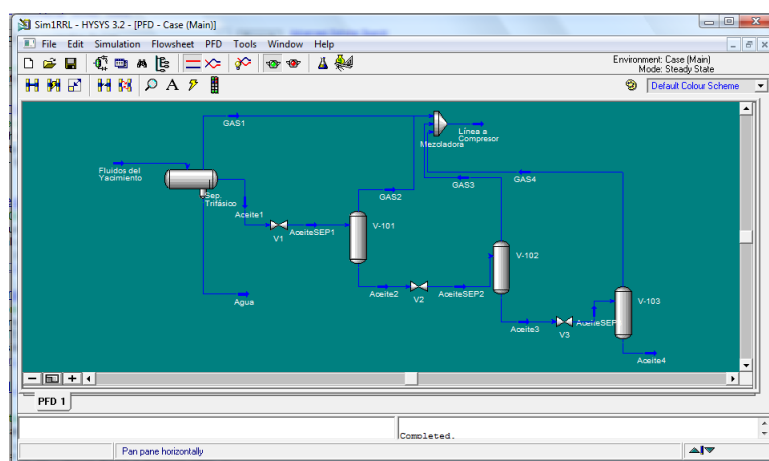 Sim1RRL - HYSYS 3.2 - [PFD - Case (Main)]
File Edit Simulation Flowsheet PFD Tools Window Help
Environment: Case (Main)
Mode: Steady State
A
Default Colour Scheme
GAS1
Línea a
Compresor
Mezcladora
Fluidos del
Yacimiento
GAS2
GAS3
GAS4
Sep.
Trifásico
Aceite1
V1
AceiteSEP1
V-101
V-102
Agua
Aceite2
V2
AceiteSEP2
V-103
Aceite3
V3
Aceite4
PFD 1
Completed.
Pan pane horizontally